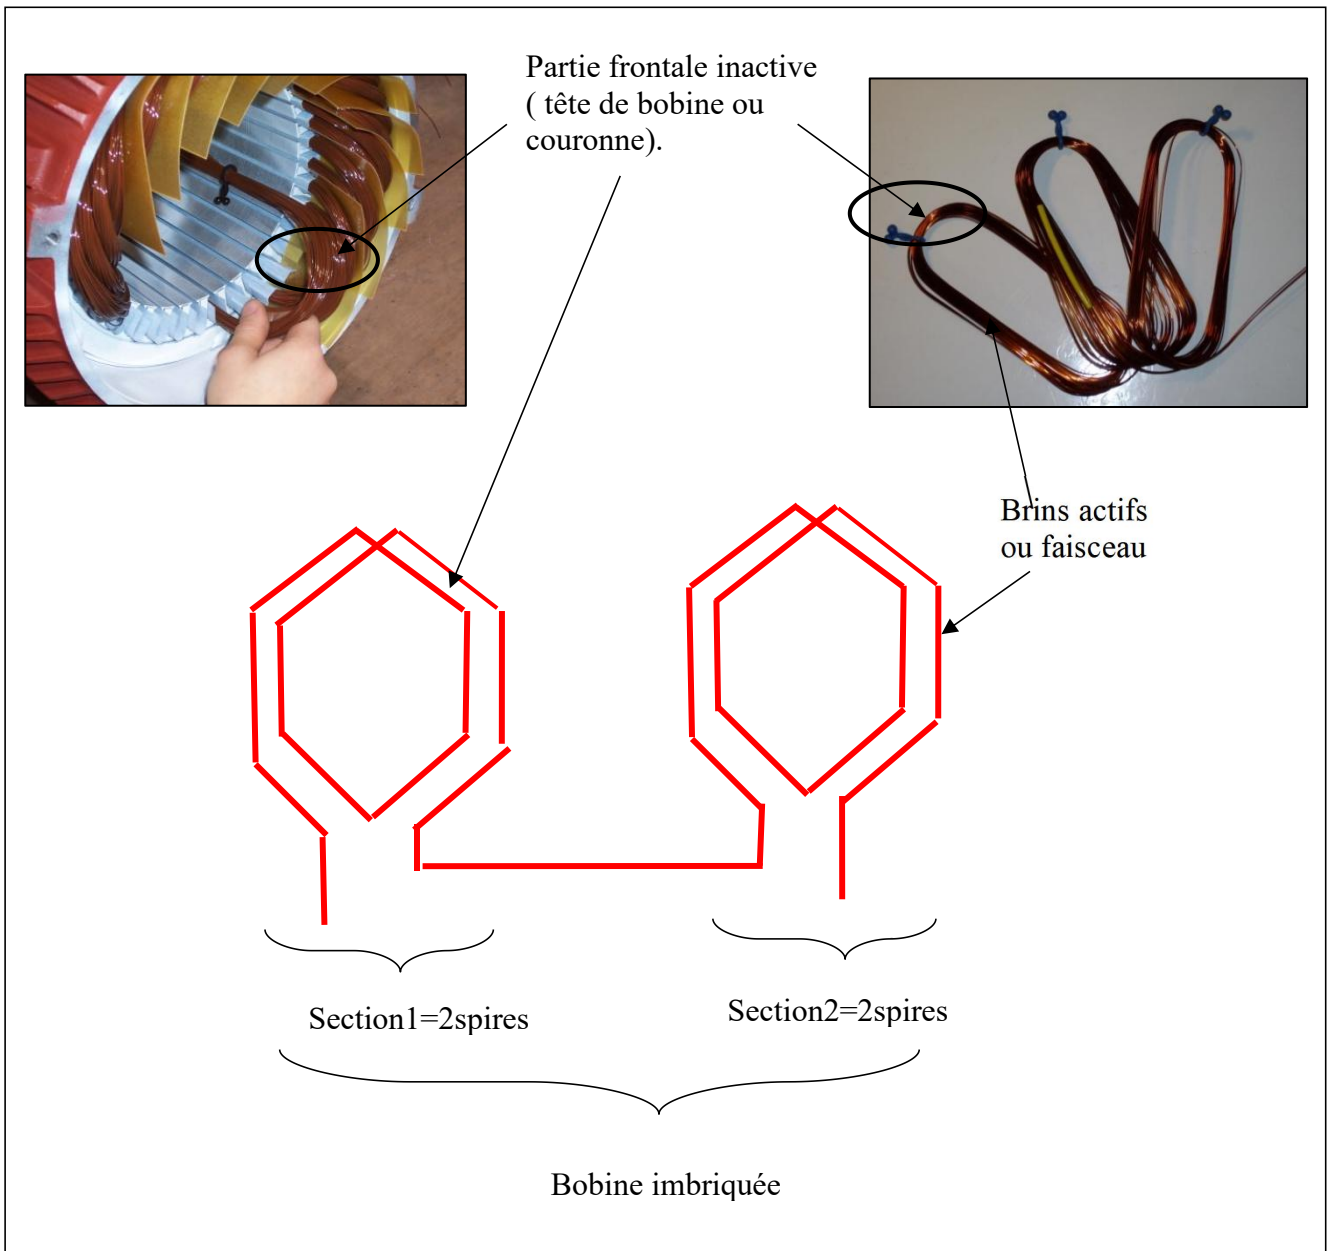 Partie frontale inactive
( tête de bobine ou
couronne).
Brins actifs
ou faisceau
Section1=2spires
Section2=2spires
Bobine imbriquée